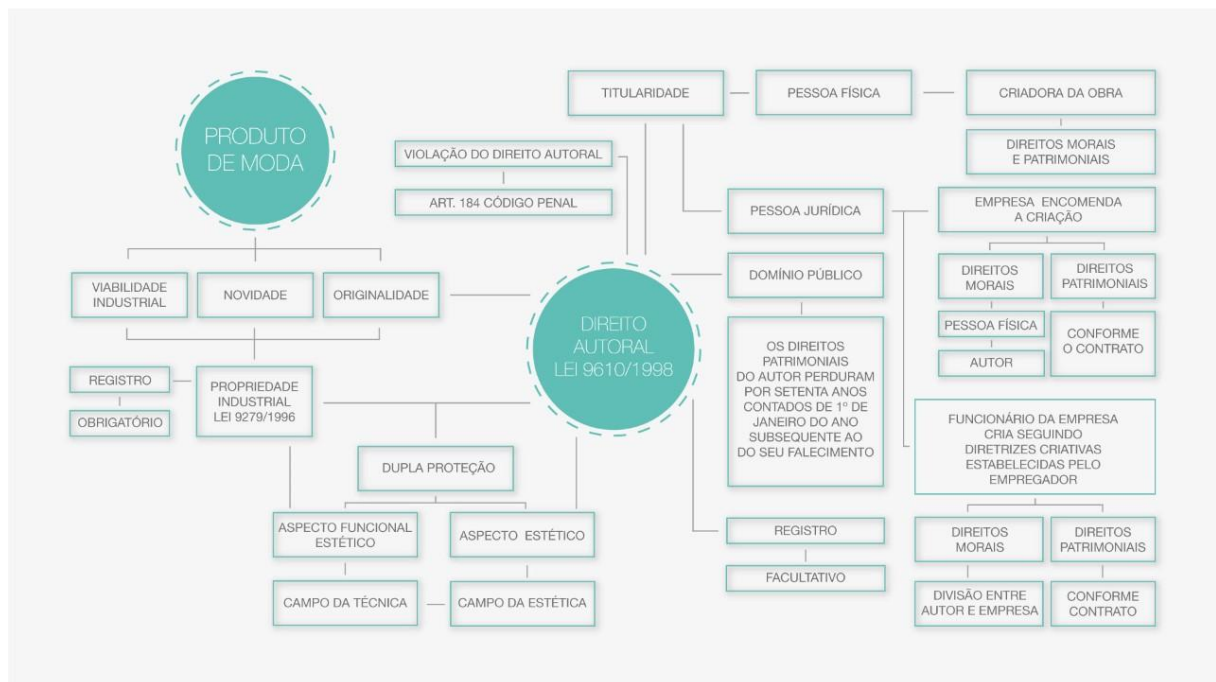 PRODUTO
DE MODA
VIABILIDADE
INDUSTRIAL
NOVIDADE
ORIGINALIDADE
REGISTRO
OBRIGATÓRIO
PROPRIEDADE
INDUSTRIAL
LEI 9279/1996
DUPLA PROTEÇÃO
ASPECTO FUNCIONAL
ESTÉTICO
ASPECTO ESTÉTICO
CAMPO DA TÉCNICA
CAMPO DA ESTÉTICA
VIOLAÇÃO DO DIREITO AUTORAL
ART. 184 CÓDIGO PENAL
DIREITO
AUTORAL
LEI 9610/1998
TITULARIDADE
PESSOA FÍSICA
CRIADORA DA OBRA
DIREITOS MORAIS
E PATRIMONIAIS
PESSOA JURÍDICA
EMPRESA ENCOMENDA
A CRIAÇÃO
DIREITOS
MORAIS
PESSOA FÍSICA
AUTOR
DIREITOS
PATRIMONIAIS
CONFORME
O CONTRATO
DOMÍNIO PÚBLICO
OS DIREITOS
PATRIMONIAIS
DO AUTOR PERDURAM
POR SETENTA ANOS
CONTADOS DE 1º DE
JANEIRO DO ANO
SUBSEQUENTE AO
DO SEU FALECIMENTO
FUNCIONÁRIO DA EMPRESA
CRIA SEGUINDO
DIRETRIZES CRIATIVAS
ESTABELECIDAS PELO
EMPREGADOR
DIREITOS
MORAIS
DIVISÃO ENTRE
AUTOR E EMPRESA
DIREITOS
PATRIMONIAIS
CONFORME
CONTRATO
REGISTRO
FACULTATIVO